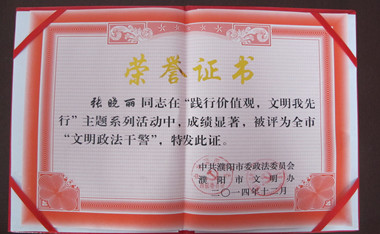 荣誉证书
张晓丽同志在“践行价值观，文明我先
行”主题系列活动中，成绩显著，被评为全市
“文明政法干警”，特发此证。
中共濮阳市委政法委员会
濮阳市文明办
二〇一四年十二月